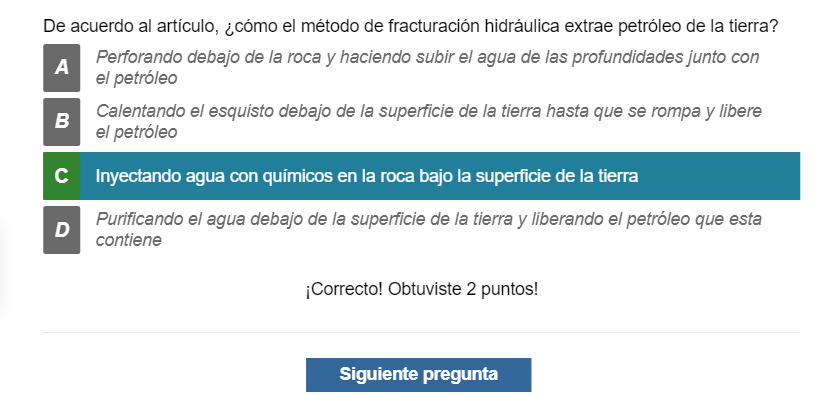 De acuerdo al artículo, ¿cómo el método de fracturación hidráulica extrae petróleo de la tierra?
A
Perforando debajo de la roca y haciendo subir el agua de las profundidades junto con
el petróleo
B
Calentando el esquisto debajo de la superficie de la tierra hasta que se rompa y libere
el petróleo
C
Inyectando agua con químicos en la roca bajo la superficie de la tierra
D
Purificando el agua debajo de la superficie de la tierra y liberando el petróleo que esta
contiene
¡Correcto! Obtuviste 2 puntos!
Siguiente pregunta